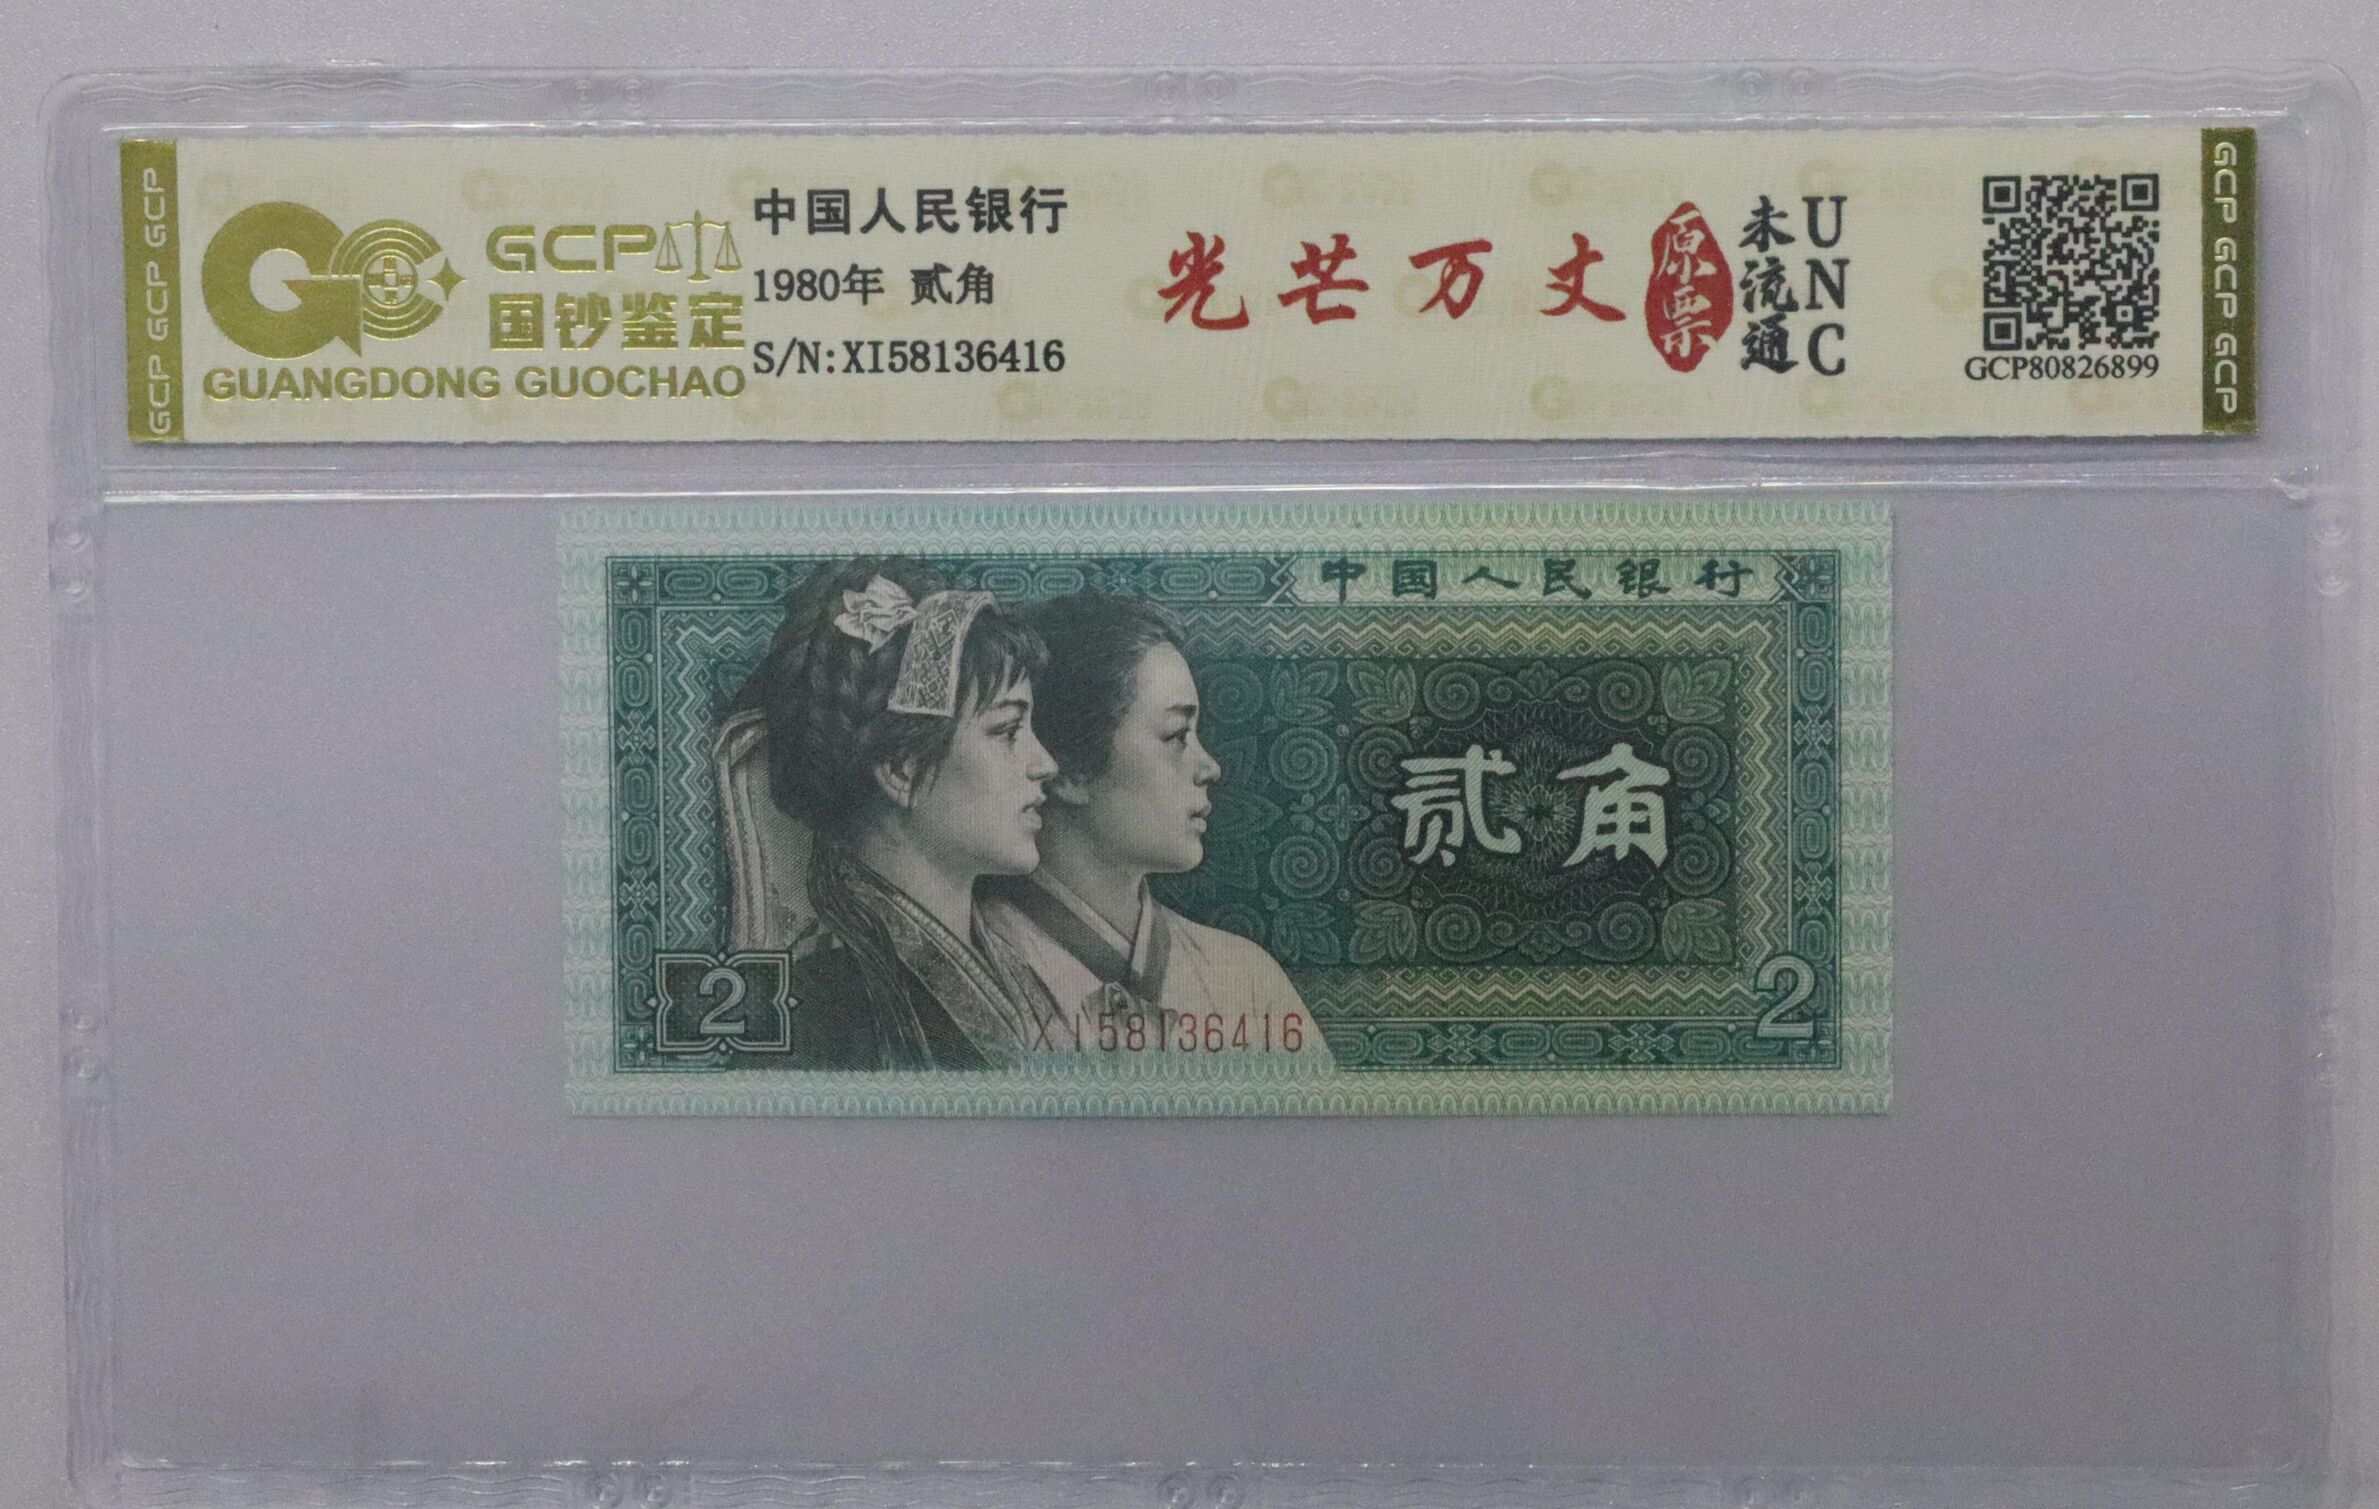 GCP GCP GCP
GCP
国钞鉴定
GUANGDONG GUOCHAO
中国人民银行
1980年 贰角
S/N:XI58136416
光芒万丈
原票
未流通
UNC
GCP80826899
GCP GCP GCP
中国人民银行
贰角
2
XI58136416
2